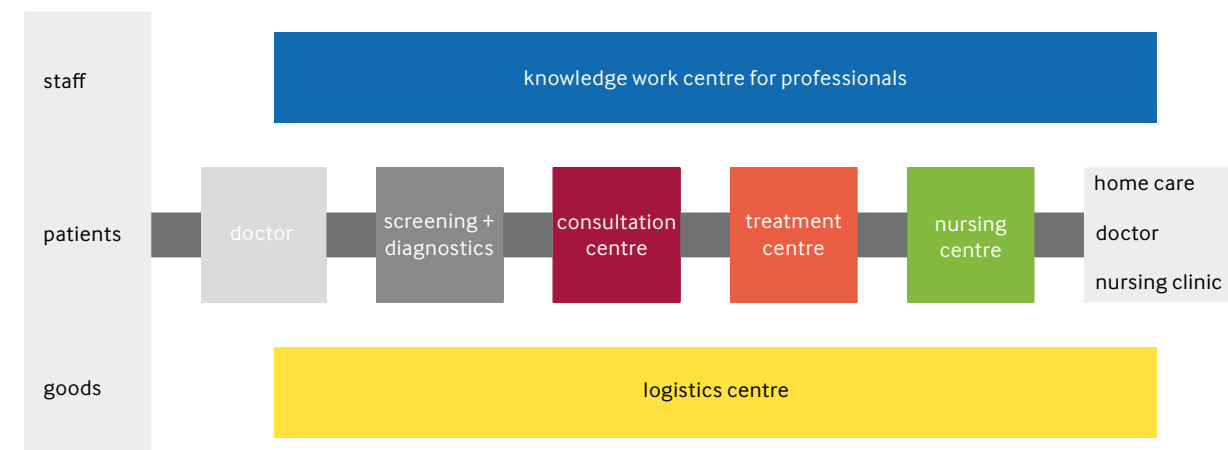 staff
knowledge work centre for professionals
patients
doctor
screening +
diagnostics
consultation
centre
treatment
centre
nursing
centre
home care
doctor
nursing clinic
goods
logistics centre